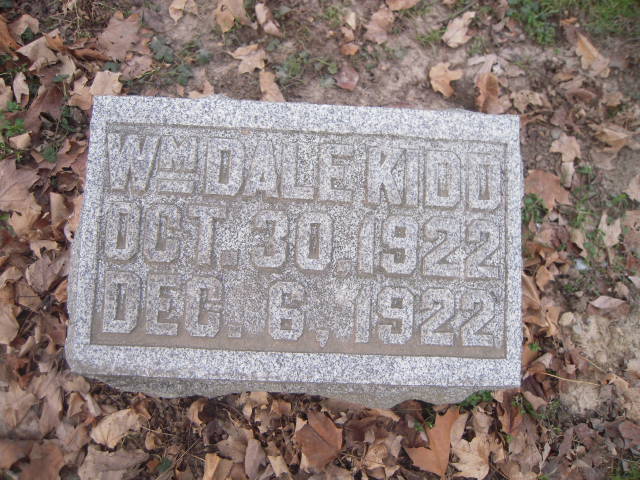 WM DALE KIDD
OCT. 30, 1922
DEC. 6, 1922